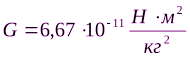 G = 6,67 · 10⁻¹¹ Н · м² / кг²